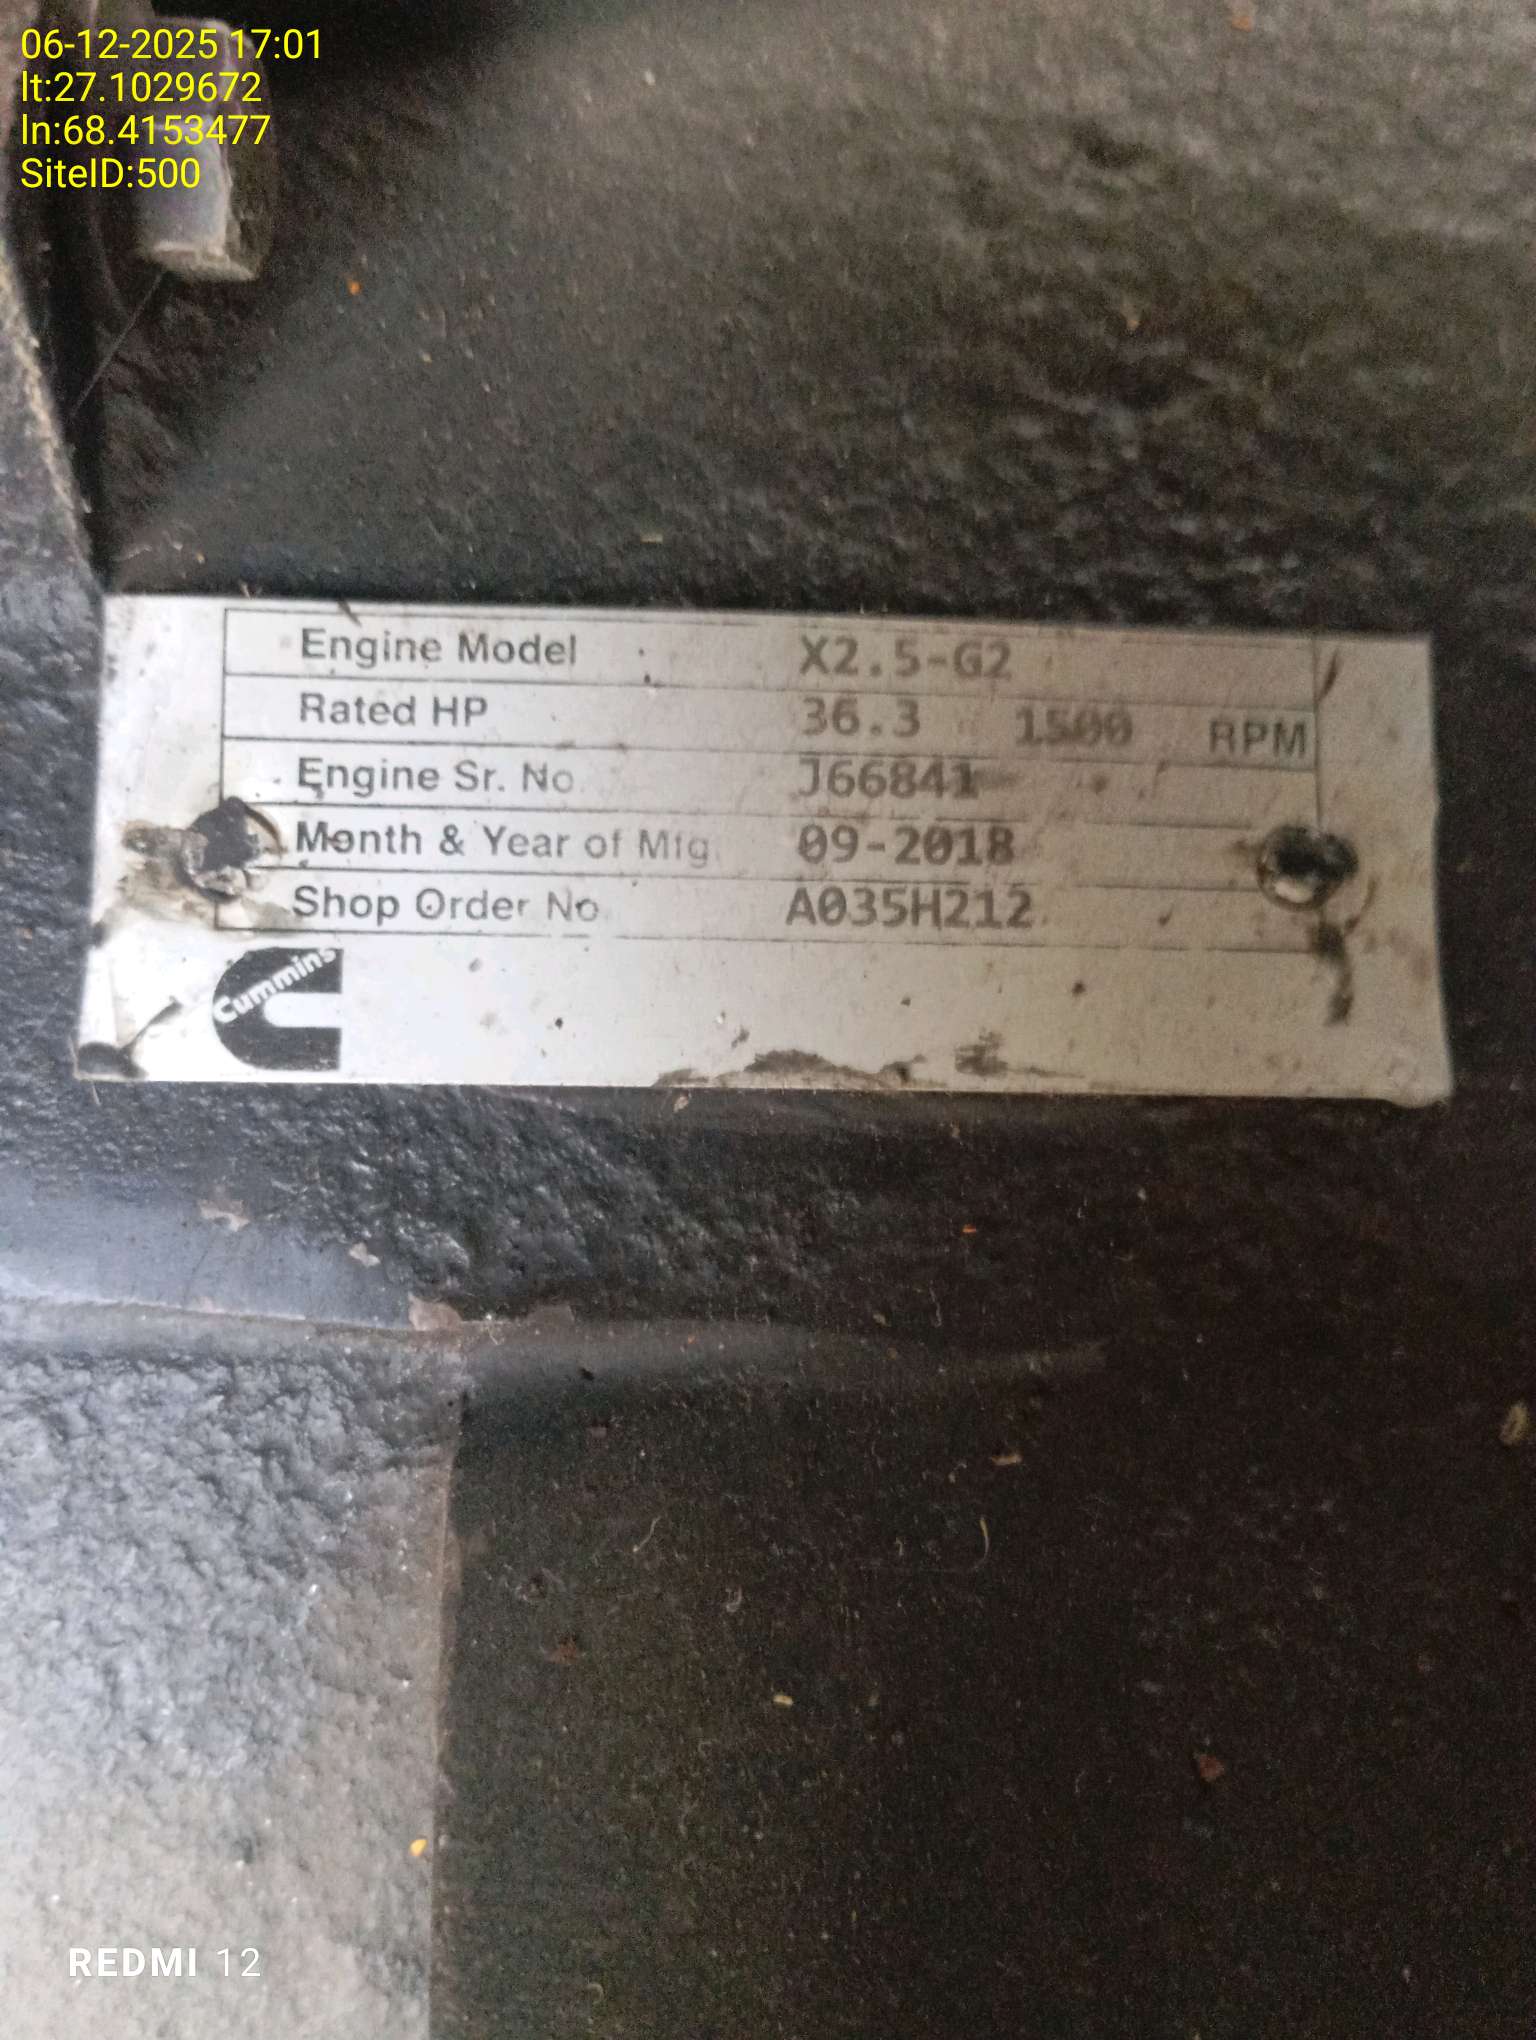 06-12-2025 17:01
lt:27.1029672
ln:68.4153477
SiteID:500
Engine Model X2.5-G2
Rated HP 36.3 1500 RPM
Engine Sr. No. J66841
Month & Year of Mfg. 09-2018
Shop Order No. A035H212
Cummins
REDMI 12